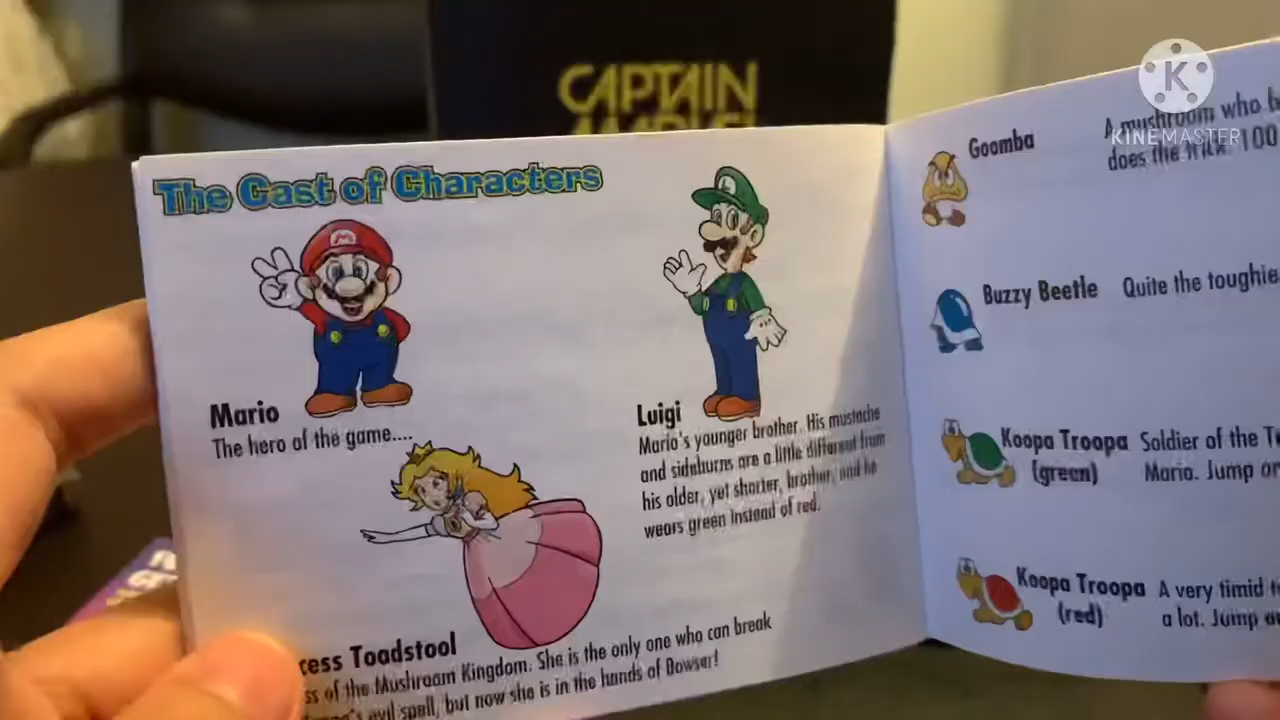 CAPTAIN
K
KINEMASTER
The Cast of Characters
Mario
The hero of the game....
Luigi
Mario's younger brother. His mustache
and sideburns are a little different from
his older, yet shorter, brother, and he
wears green instead of red.
cess Toadstool
ss of the Mushroom Kingdom. She is the only one who can break
evil spell, but now she is in the hands of Bowser!
Goomba
A mushroom who
does the trick. 100
Buzzy Beetle Quite the toughie
Koopa Troopa Soldier of the
(green) Mario. Jump
Koopa Troopa A very timid
(red) a lot. Jump